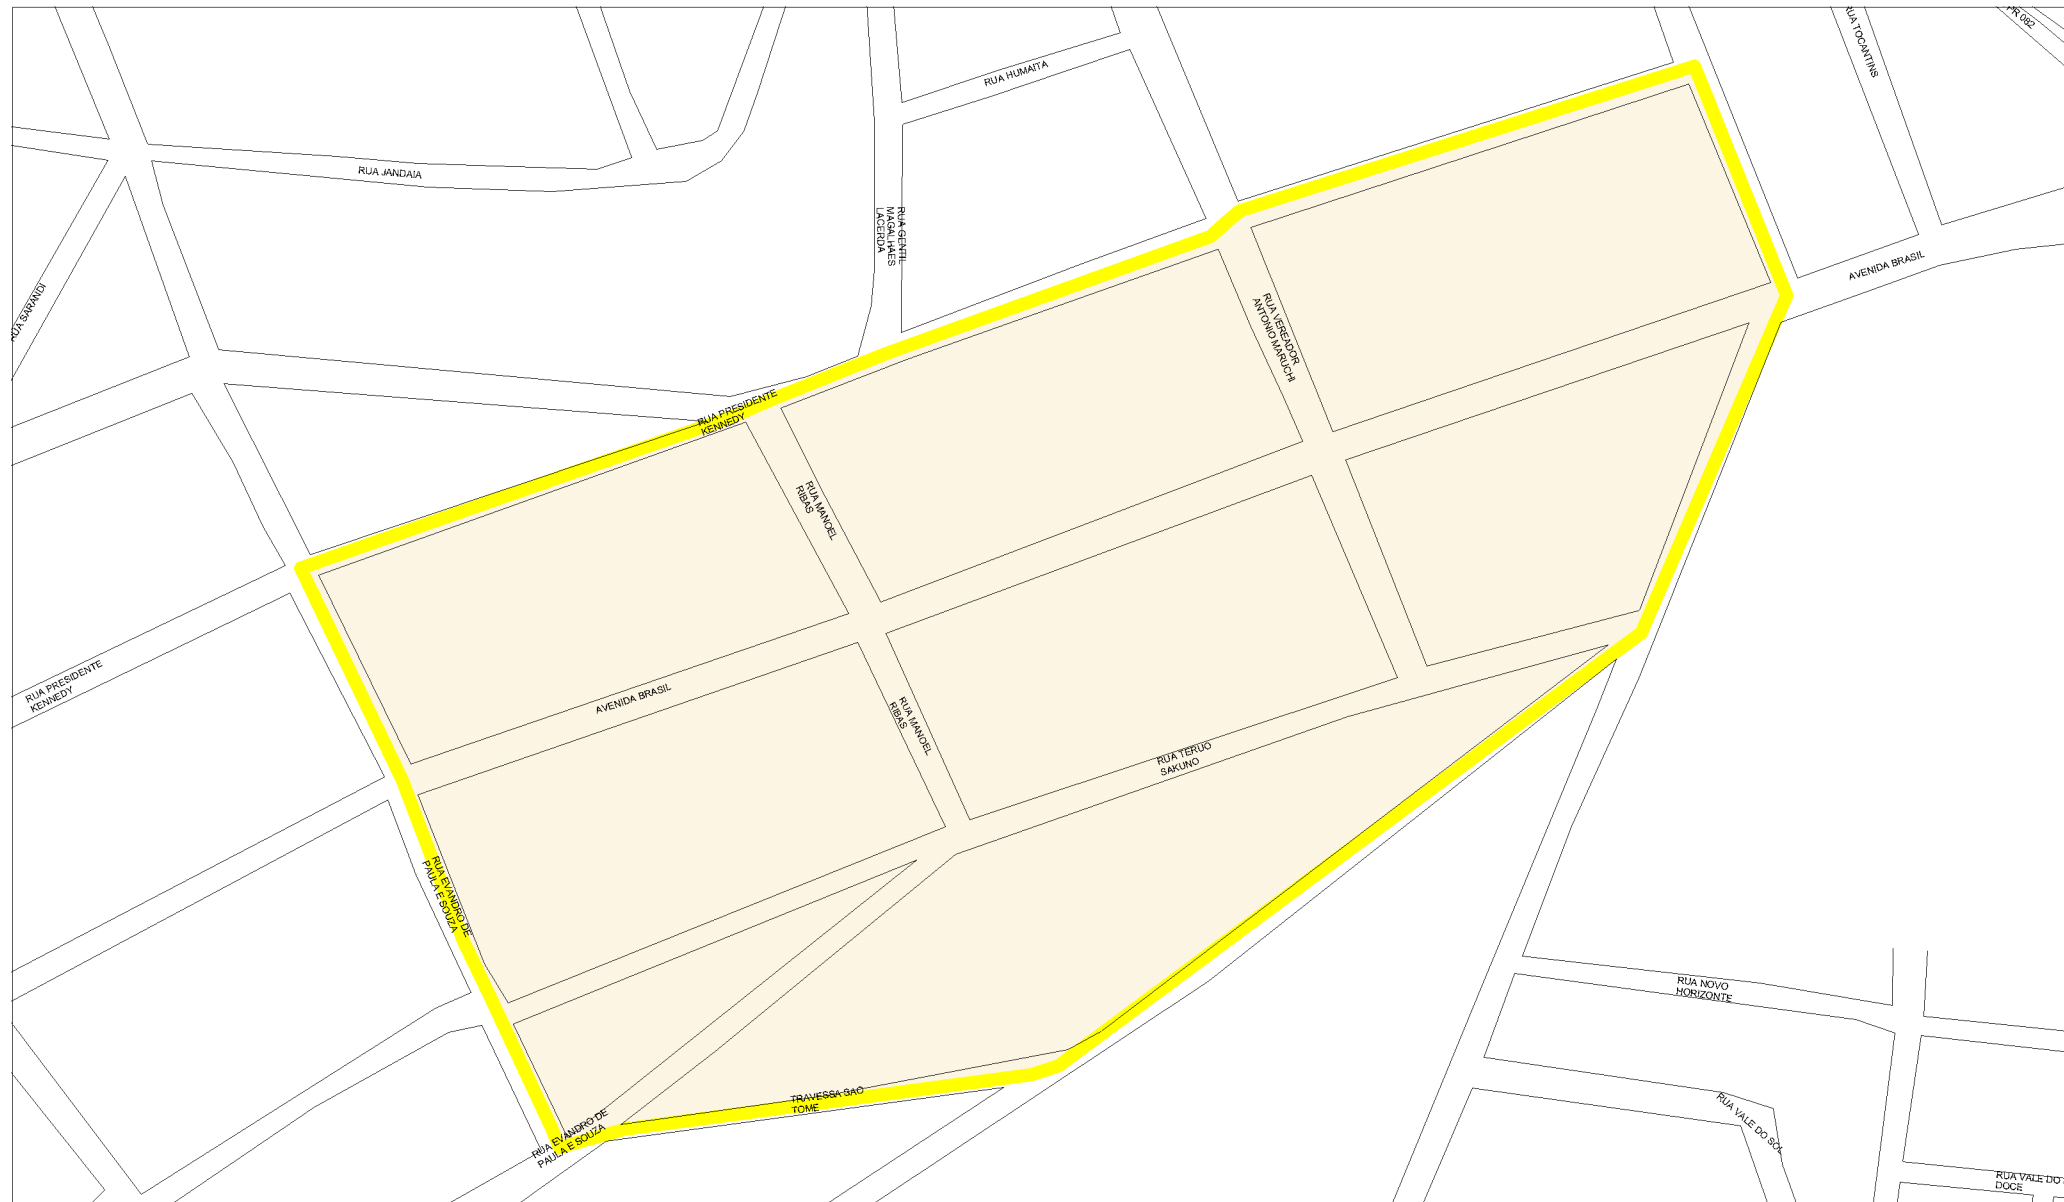 PR 082
RUA TOCANTINS
RUA HUMAITA
RUA JANDAIA
RUA GENTIL
MAGALHAES
LACERDA
AVENIDA BRASIL
RUA SARANDI
RUA VEREADOR
ANTONIO MARUCHI
RUA PRESIDENTE
KENNEDY
RUA MANOEL
RIBAS
RUA PRESIDENTE
KENNEDY
AVENIDA BRASIL
RUA MANOEL
RIBAS
RUA TERUO
SAKUNO
RUA EVANDRO DE
PAULA E SOUZA
RUA NOVO
HORIZONTE
TRAVESSA SAO
TOME
RUA EVANDRO DE
PAULA E SOUZA
RUA VALE DO SOL
RUA VALE DO
DOCE